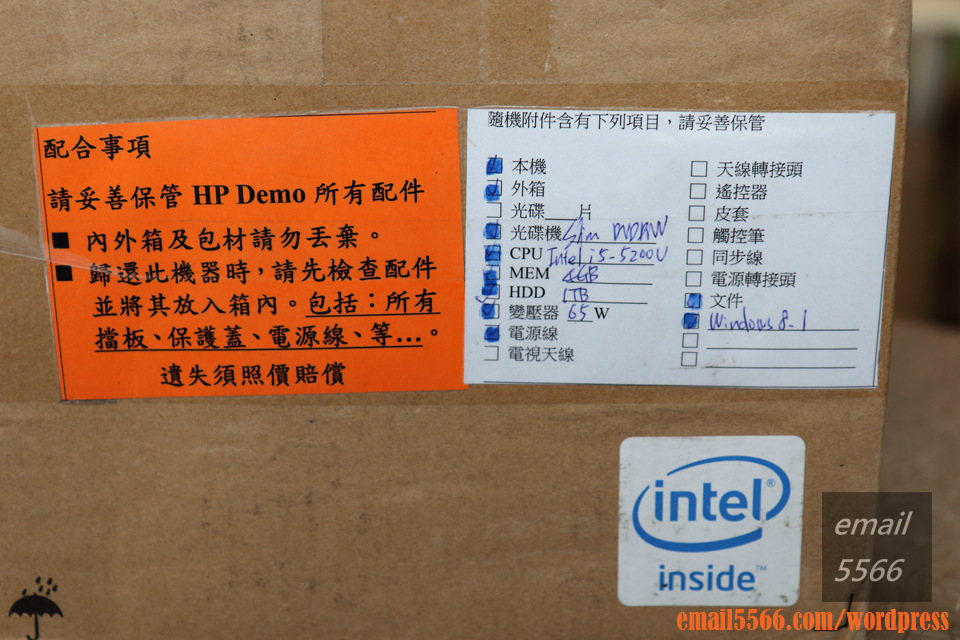 配合事項
請妥善保管 HP Demo 所有配件
■ 內外箱及包材請勿丟棄。
■ 歸還此機器時,請先檢查配件
並將其放入箱內。包括:所有
擋板、保護蓋、電源線、等...。
遺失須照價賠償
隨機附件含有下列項目,請妥善保管
本機
外箱
光碟____片
光碟機 Slim DVDRW
CPU Intel i5-5200U
MEM 4GB
HDD 1TB
變壓器 65 W
電源線
電視天線
天線轉接頭
遙控器
皮套
觸控筆
同步線
電源轉接頭
文件
Windows 8.1
intel®
inside™
email
5566
email5566.com/wordpress